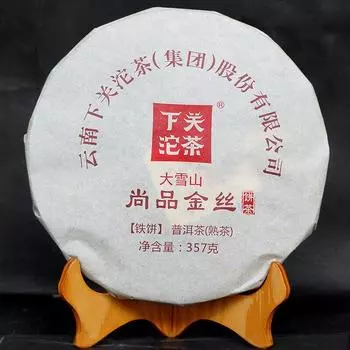 云南下关沱茶(集团)股份有限公司
下关
沱茶
®
大雪山
尚品金丝
饼茶
【铁饼】 普洱茶(熟茶)
净含量:357克